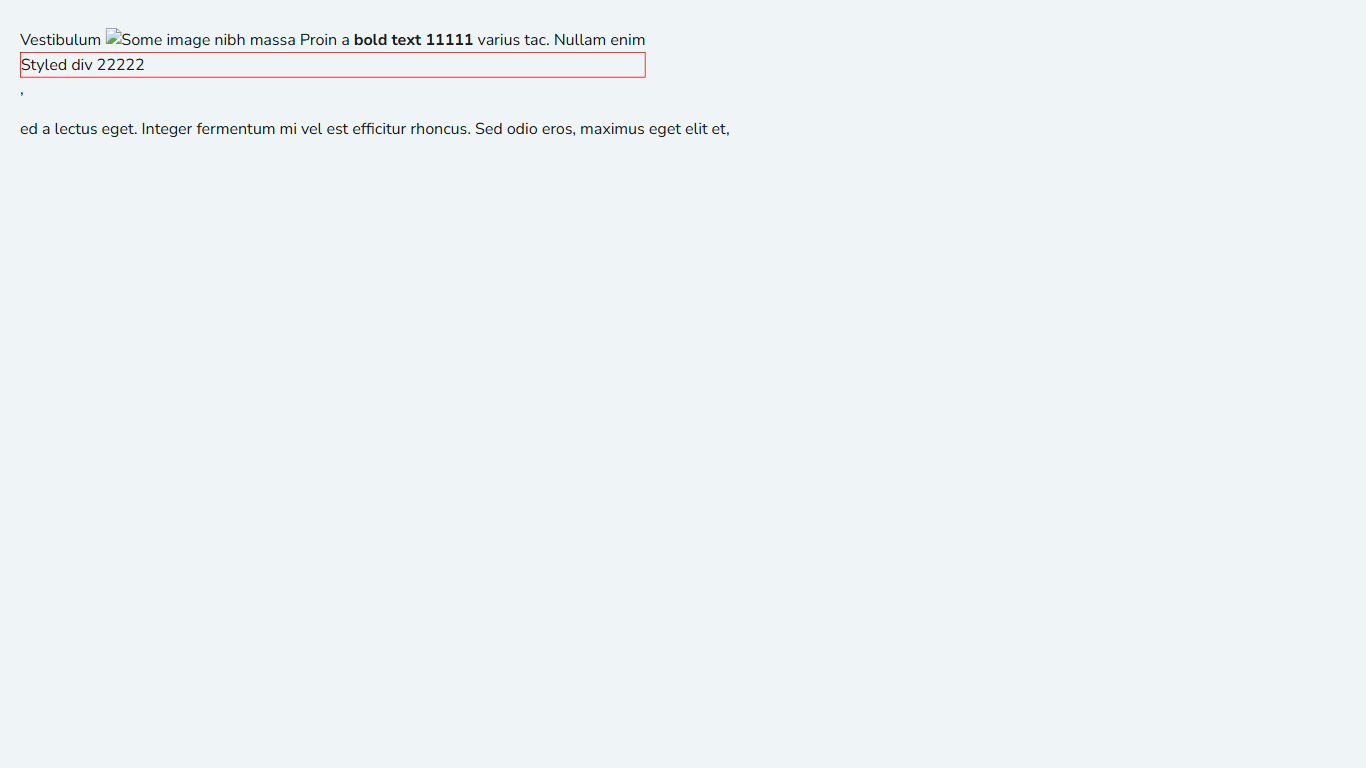 Vestibulum Some image nibh massa Proin a bold text 11111 varius tac. Nullam enim
Styled div 22222
,
ed a lectus eget. Integer fermentum mi vel est efficitur rhoncus. Sed odio eros, maximus eget elit et,